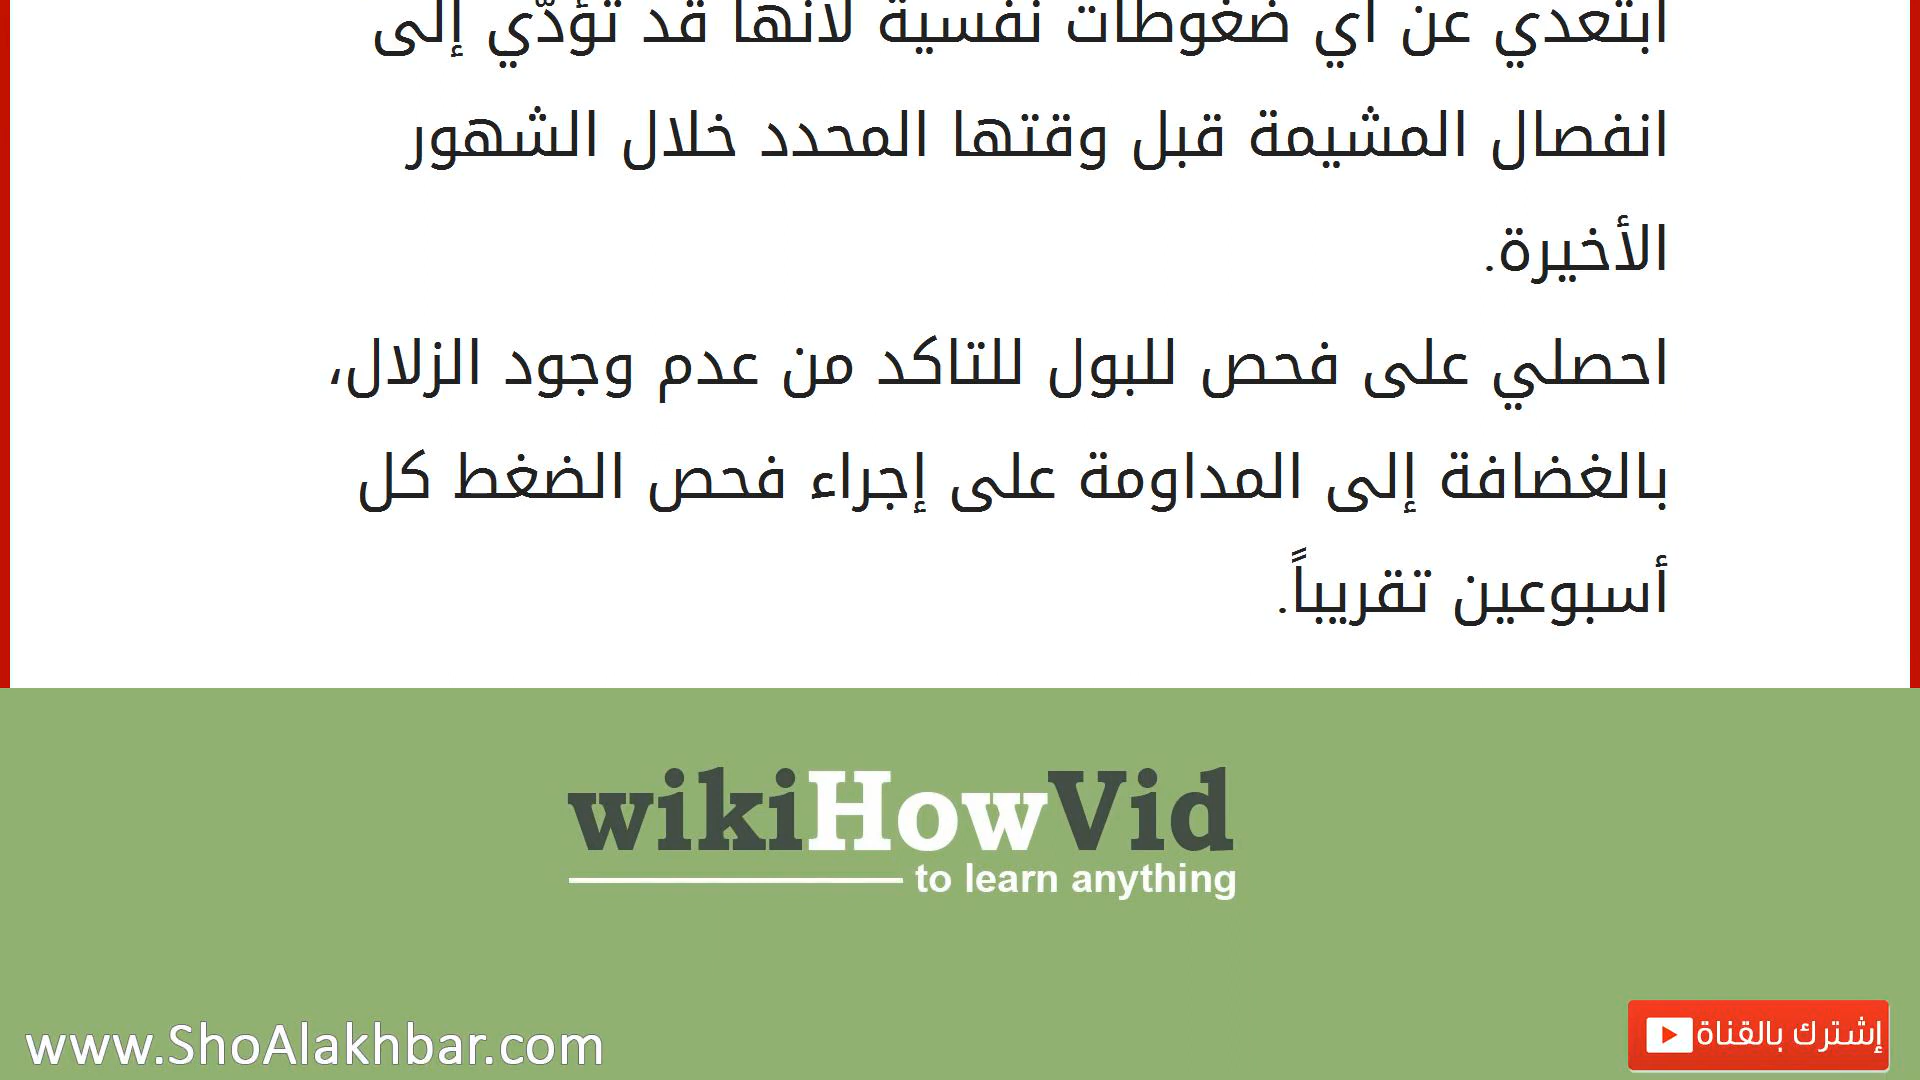 ابتعدي عن أي ضغوطات نفسية لأنها قد تؤدّي إلى
انفصال المشيمة قبل وقتها المحدد خلال الشهور
الأخيرة.
احصلي على فحص للبول للتاكد من عدم وجود الزلال،
بالغضافة إلى المداومة على إجراء فحص الضغط كل
أسبوعين تقريباً.
wikiHowVid
to learn anything
www.ShoAlakhbar.com
إشترك بالقناة